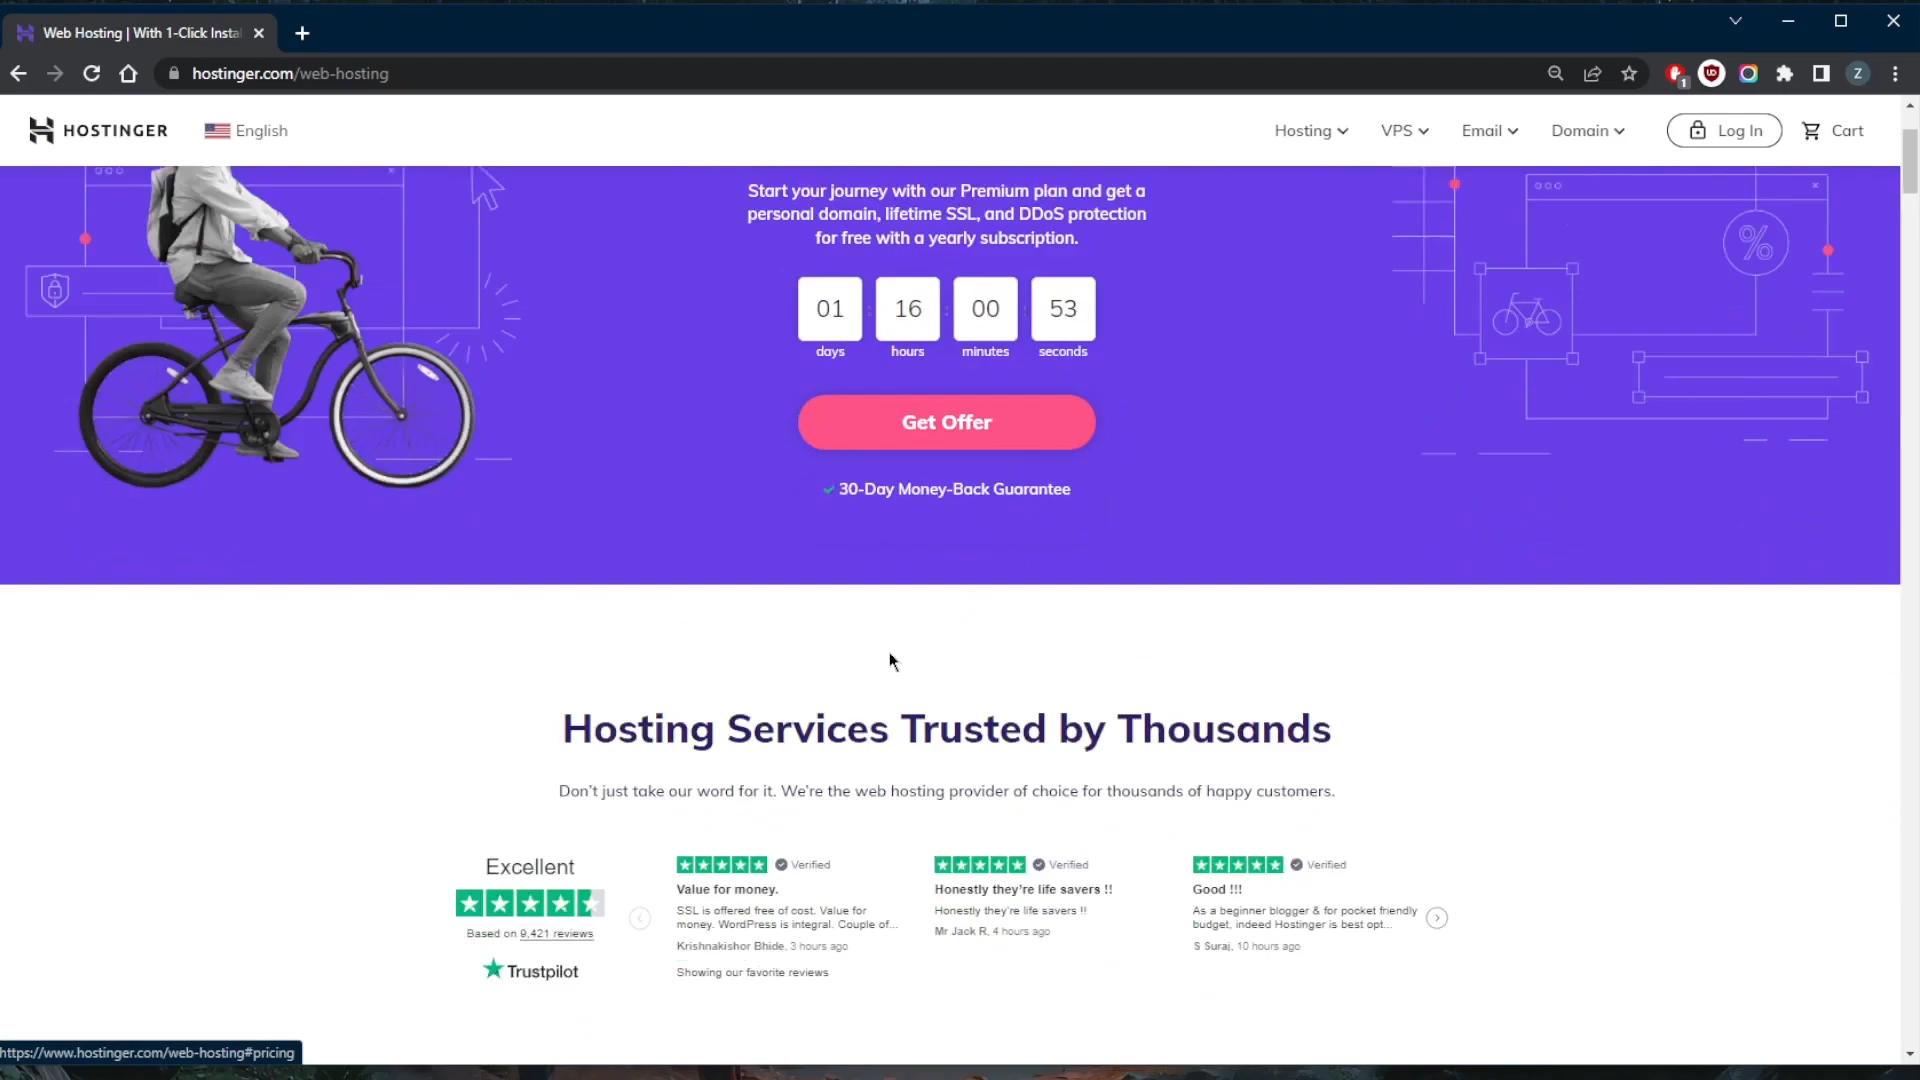 Web Hosting | With 1-Click Insta
hostinger.com/web-hosting
1
Z
HOSTINGER
English
Hosting
VPS
Email
Domain
Log In
Cart
Start your journey with our Premium plan and get a
personal domain, lifetime SSL, and DDoS protection
for free with a yearly subscription.
01 : 16 : 00 : 53
days hours minutes seconds
%
Get Offer
30-Day Money-Back Guarantee
Hosting Services Trusted by Thousands
Don't just take our word for it. We're the web hosting provider of choice for thousands of happy customers.
Excellent
Based on 9,421 reviews
Trustpilot
Verified
Value for money.
SSL is offered free of cost. Value for
money. WordPress is integral. Couple of...
Krishnakishor Bhide, 3 hours ago
Showing our favorite reviews
Verified
Honestly they're life savers !!
Honestly they're life savers !!
Mr Jack R, 4 hours ago
Verified
Good !!!
As a beginner blogger & for pocket friendly
budget, indeed Hostinger is best opt...
S Suraj, 10 hours ago
https://www.hostinger.com/web-hosting#pricing